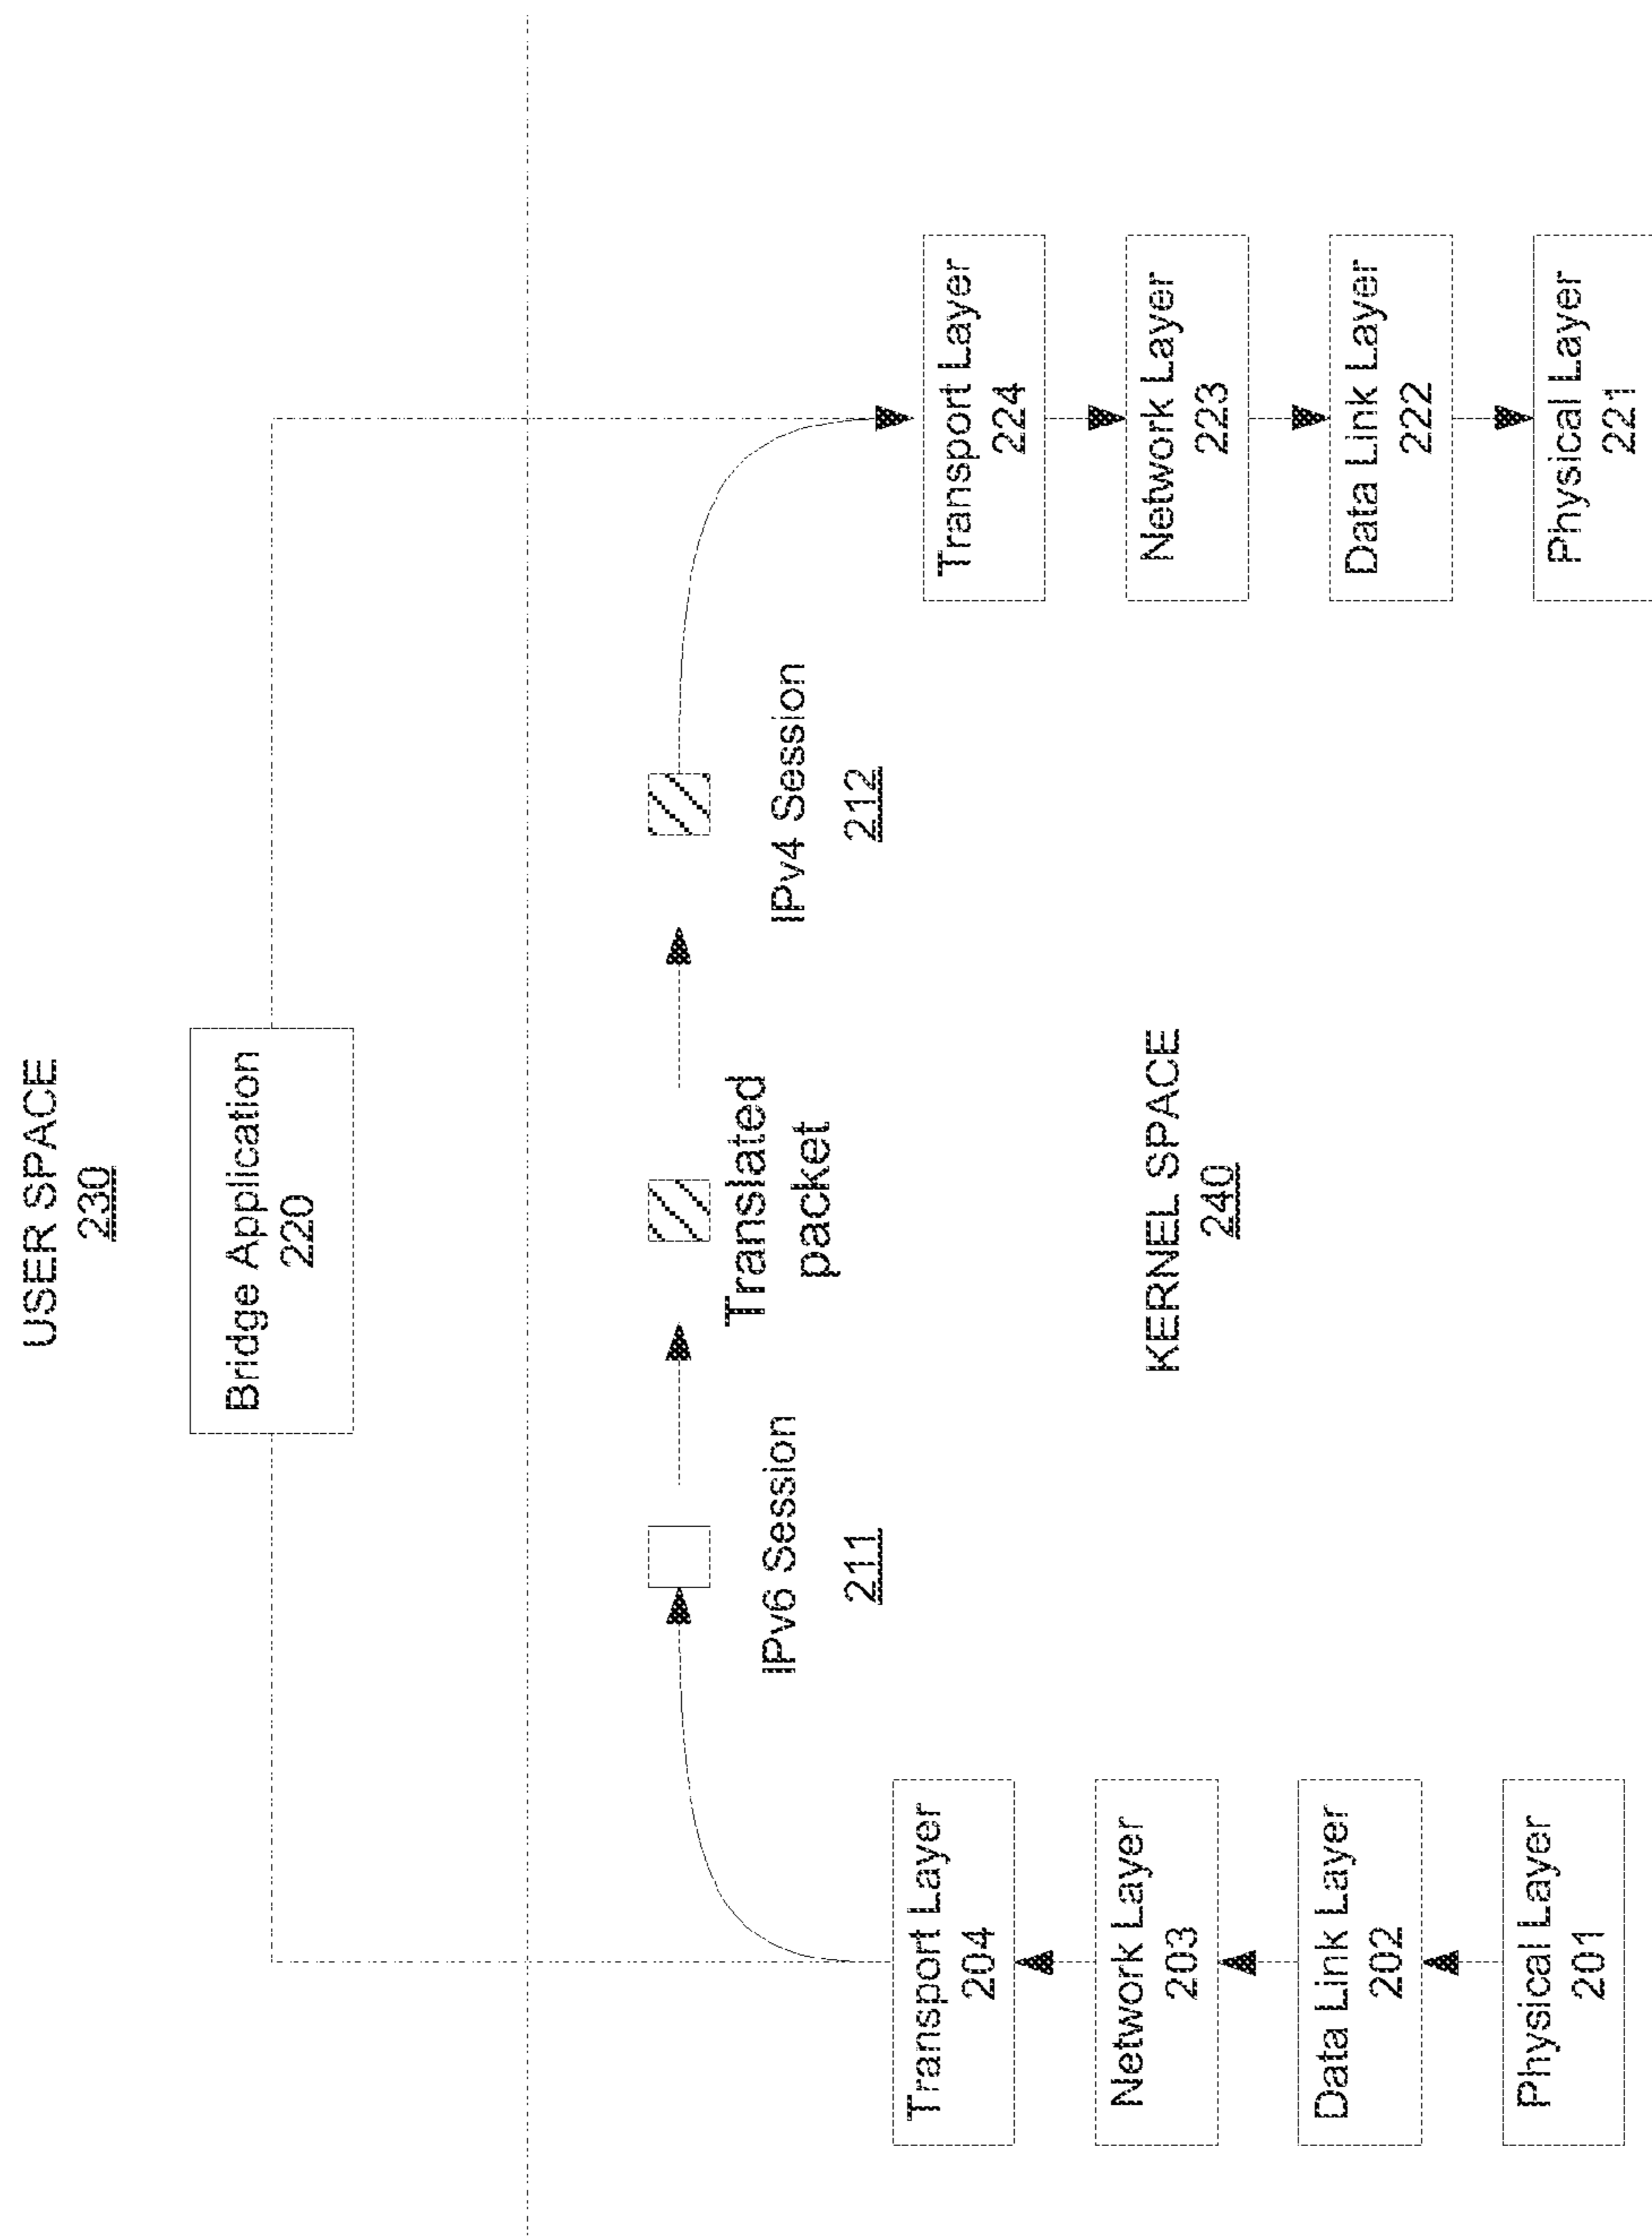 USER SPACE
230
Bridge Application
220
IPv6 Session
211
Translated
packet
IPv4 Session
212
KERNEL SPACE
240
Transport Layer
204
Network Layer
203
Data Link Layer
202
Physical Layer
201
Transport Layer
224
Network Layer
223
Data Link Layer
222
Physical Layer
221